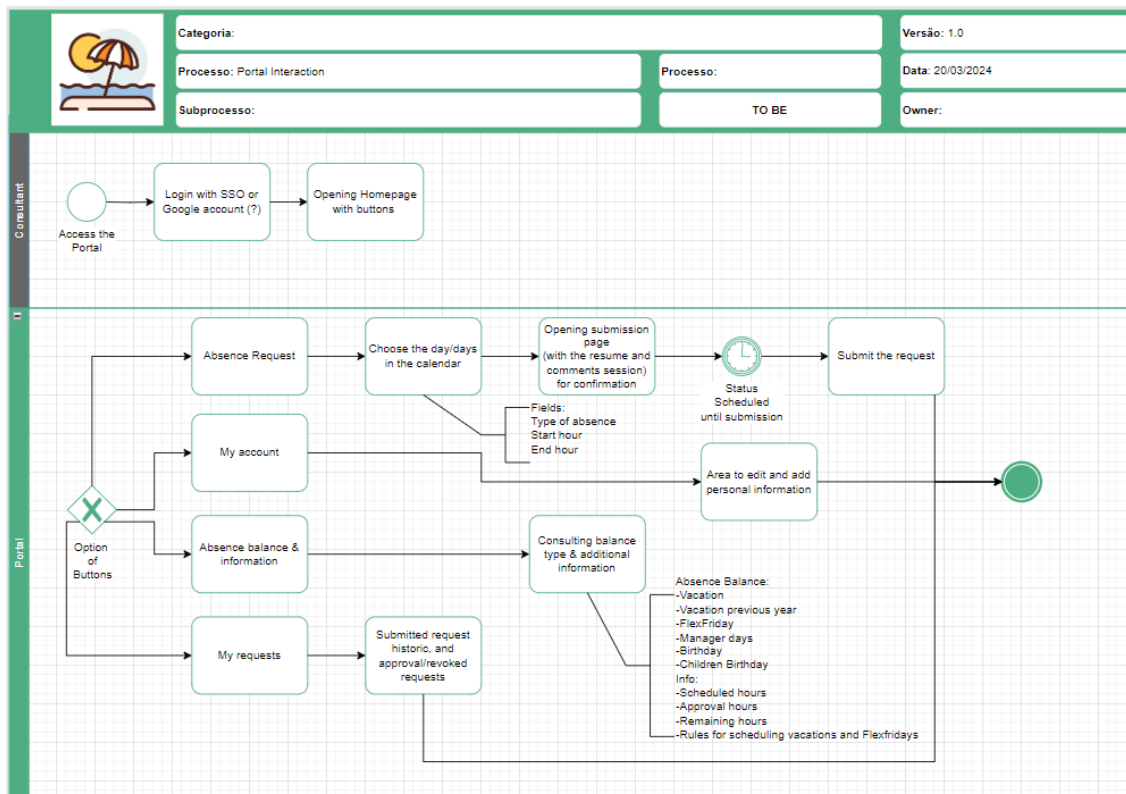 Categoria:
Versão: 1.0
Processo: Portal Interaction
Processo:
Data: 20/03/2024
Subprocesso:
TO BE
Owner:
Consultant
Access the
Portal
Login with SSO or
Google account (?)
Opening Homepage
with buttons
Portal
Option
of
Buttons
Absence Request
Choose the day/days
in the calendar
Fields:
Type of absence
Start hour
End hour
Opening submission
page
(with the resume and
comments session)
for confirmation
Status
Scheduled
until submission
Submit the request
My account
Area to edit and add
personal information
Absence balance &
information
Consulting balance
type & additional
information
Absence Balance:
-Vacation
-Vacation previous year
-FlexFriday
-Manager days
-Birthday
-Children Birthday
Info:
-Scheduled hours
-Approval hours
-Remaining hours
-Rules for scheduling vacations and Flexfridays
My requests
Submitted request
historic, and
approval/revoked
requests